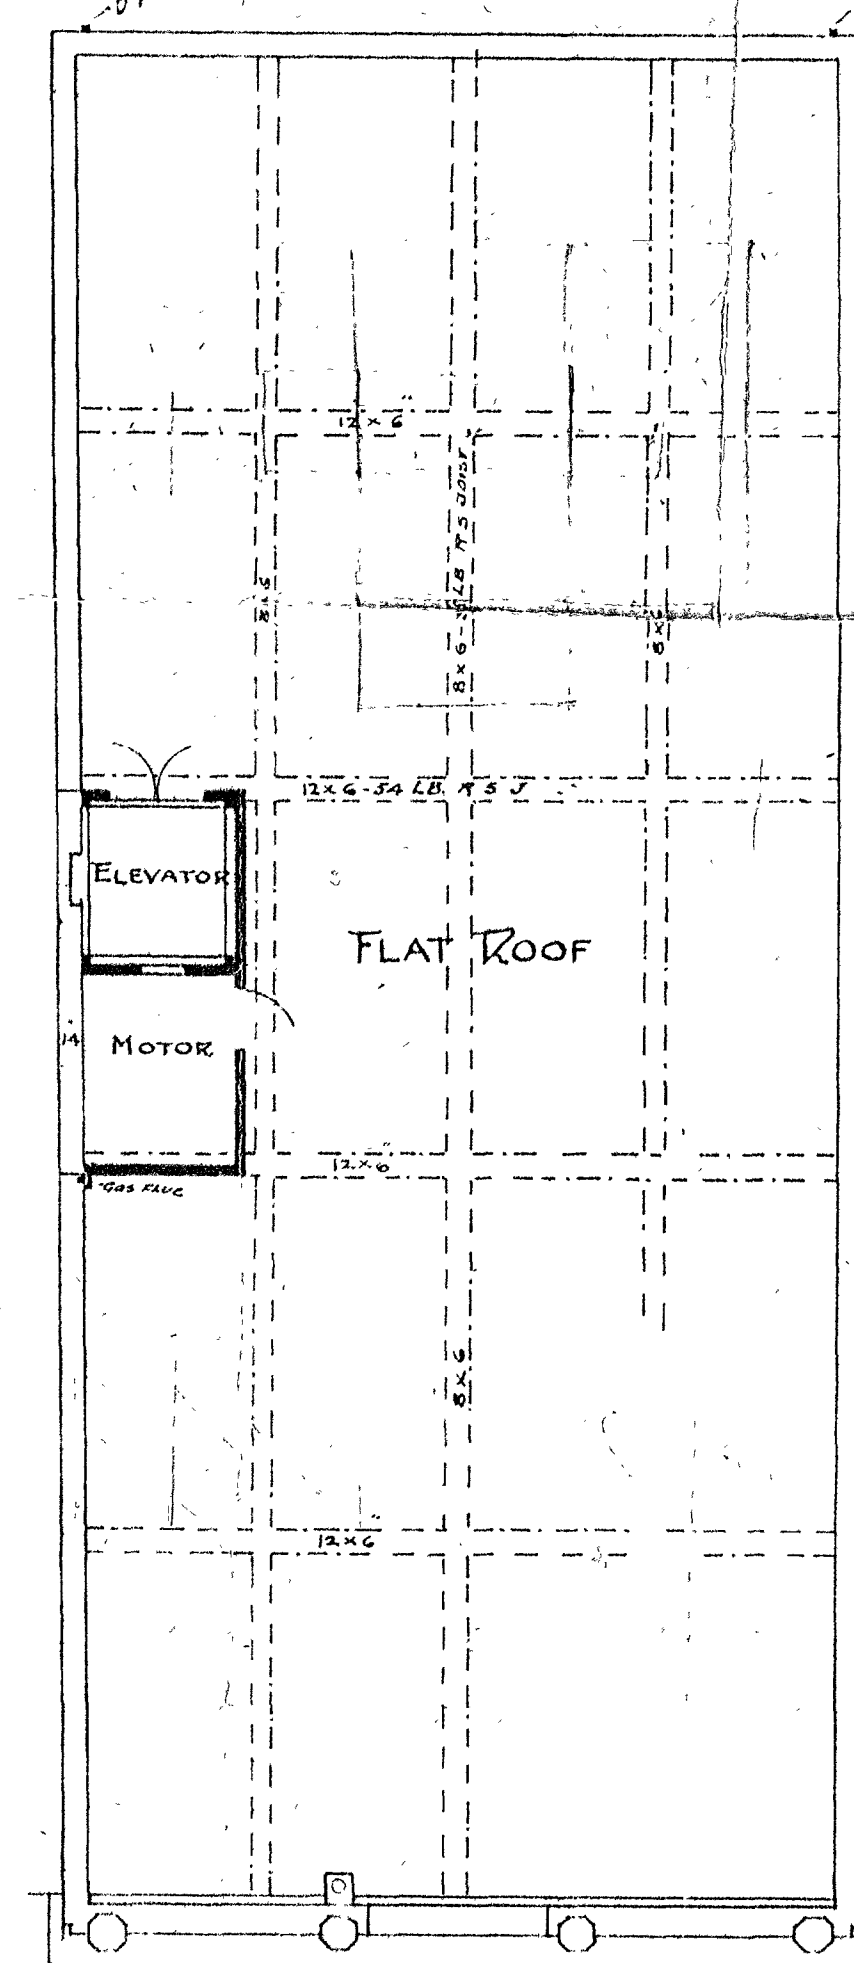 12 x 6"
8 x 6
8 x 6 - LB R S JOIST
8 x
12 x 6 - 54 LB. R S J
ELEVATOR
FLAT ROOF
14"
MOTOR
12 x 6"
GAS FLUE
8 x 6
12 x 6"